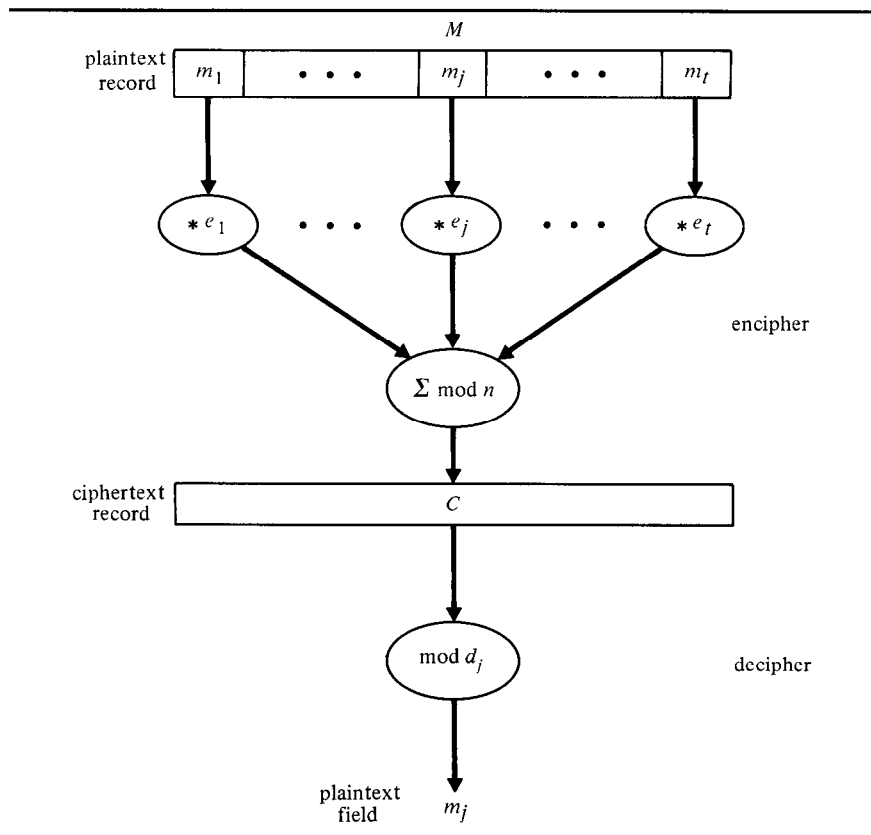 M
plaintext record
m₁ • • • mⱼ • • • mₜ
* e₁ • • • * eⱼ • • • * eₜ
encipher
Σ mod n
ciphertext record
C
mod dⱼ
decipher
plaintext field
mⱼ